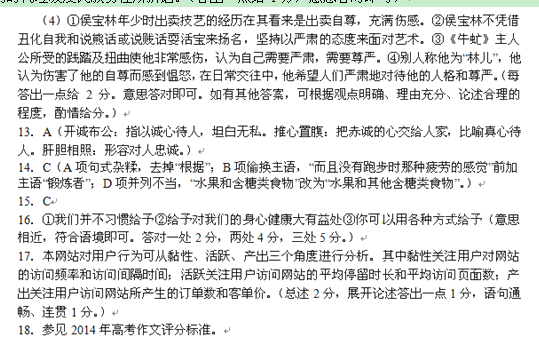 （4）①侯宝林年少时出卖技艺的经历在其看来是出卖自尊，充满伤感。②侯宝林不凭借
丑化自我和说贱话或说贱话耍活宝来扬名，坚持以严肃的态度来面对艺术。③《牛虻》主人
公所受的践踏及扭曲使他非常感伤，认为自己需要严肃，需要尊严。④别人称他为“林儿”，他
认为伤害了他的自尊而感到愠怒，在日常交往中，他希望人们严肃地对待他的人格和尊严。（每
答出一点给 2 分。意思答对即可。如有其他答案，可根据观点明确、理由充分、论述合理的
程度，酌情给分。）
13．A（开诚布公：指以诚心待人，坦白无私。推心置腹：把赤诚的心交给人家，比喻真心待
人。肝胆相照：形容对人忠诚。）
14．C（A 项句式杂糅，去掉“根据”；B 项偷换主语，“而且没有跑步时那种疲劳的感觉”前加
主语“锻炼者”；D 项并列不当，“水果和含糖类食物”改为“水果和其他含糖类食物”。）
15．C
16．①我们并不习惯给予②给予对我们的身心健康大有益处③你可以用各种方式给予（意思
相近，符合语境即可。答对一处 2 分，两处 4 分，三处 5 分。）
17．本网站对用户行为可从黏性、活跃、产出三个角度进行分析。其中黏性关注用户对网站
的访问频率和访问间隔时间；活跃关注用户访问网站的平均停留时长和平均访问页面数；产
出关注用户访问网站所产生的订单数和客单价。（总述 2 分，展开论述答出一点 1 分，语句通
畅、连贯 1 分。）
18．参见 2014 年高考作文评分标准。